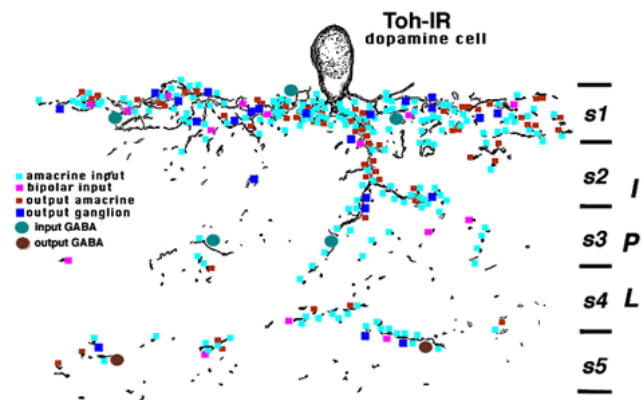 Toh-IR
dopamine cell
s1
amacrine input
bipolar input
output amacrine
output ganglion
input GABA
output GABA
s2
I
s3
P
s4
L
s5